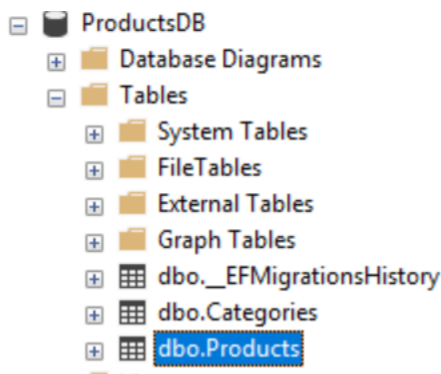 ProductsDB
Database Diagrams
Tables
System Tables
FileTables
External Tables
Graph Tables
dbo.__EFMigrationsHistory
dbo.Categories
dbo.Products